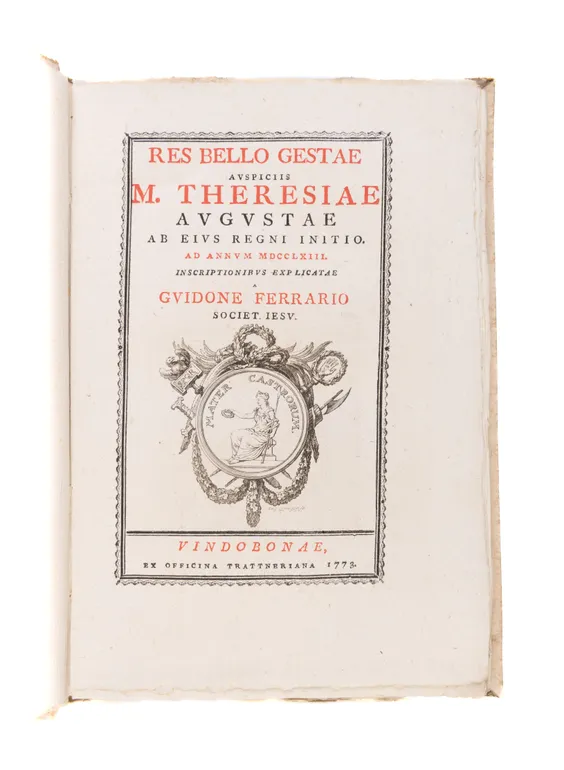 RES BELLO GESTAE
AVSPICIIS
M. THERESIAE
AVGVSTAE
AB EIVS REGNI INITIO.
AD ANNVM MDCCLXIII.
INSCRIPTIONIBVS EXPLICATAE
A
GVIDONE FERRARIO
SOCIET. IESV.
MATER CASTRORUM.
VINDOBONAE,
EX OFFICINA TRATTNERIANA 1773.